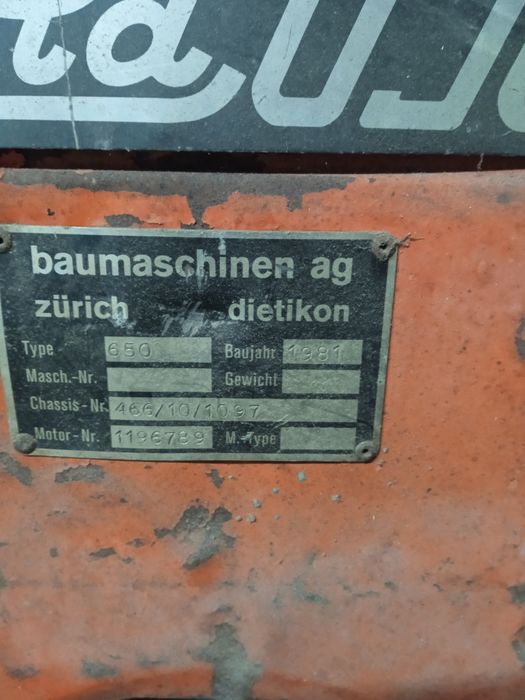 baumaschinen ag
zürich dietikon
Type 650 Baujahr 1981
Masch.-Nr. Gewicht
Chassis-Nr. 466/10/1097
Motor-Nr. 1196789 M.-Type